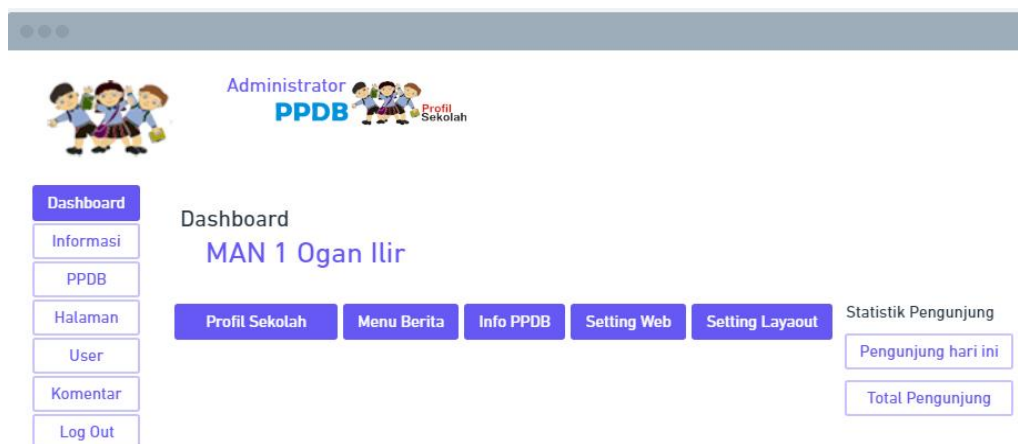 Administrator
PPDB Profil Sekolah
Dashboard
Informasi
PPDB
Halaman
User
Komentar
Log Out
Dashboard
MAN 1 Ogan Ilir
Profil Sekolah Menu Berita Info PPDB Setting Web Setting Layaout
Statistik Pengunjung
Pengunjung hari ini
Total Pengunjung